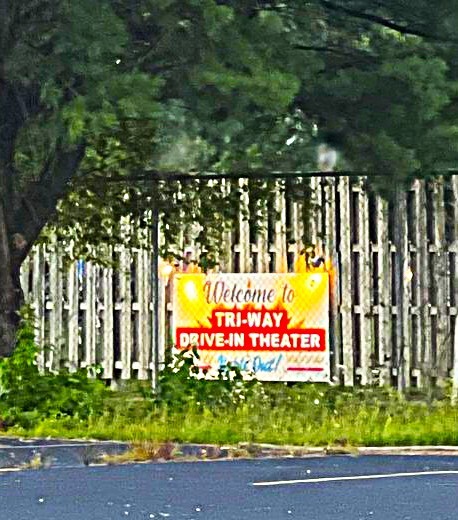 Welcome to
TRI-WAY
DRIVE-IN THEATER